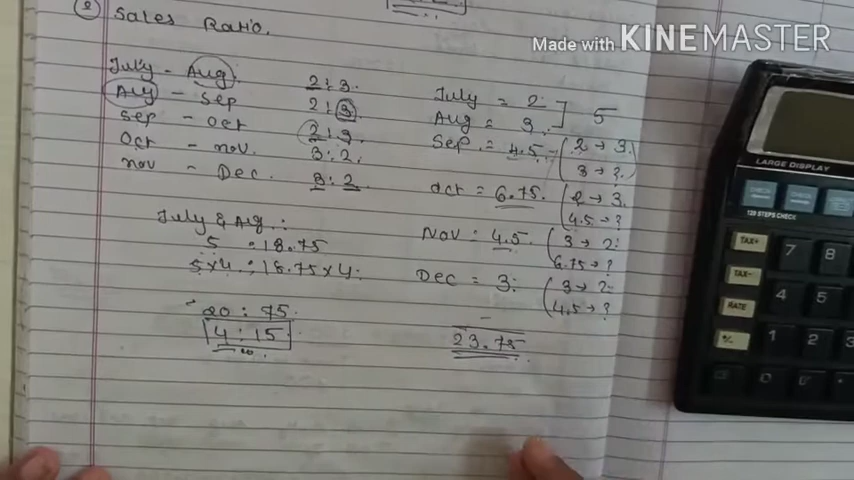 Made with KINEMASTER
② Sales Ratio.
July - Aug 2:3.
Aug - Sep 2:3
Sep - Oct 2:3.
Oct - nov. 3:2.
nov - Dec. 3:2.
July & Aug :
5 : 18.75
5x4 : 18.75x4.
20 : 75.
4 : 15
July = 2: ] 5
Aug = 3
Sep. = 4.5 - ( 2 → 3.
3 → ?
Oct = 6.75. ( 2 → 3.
4.5 → ?
Nov = 4.5. ( 3 → 2:
6.75 → ?
Dec = 3: ( 3 → 2
4.5 → ?
23.75
LARGE DISPLAY
CHECK
CHECK
120 STEPS CHECK
TAX+
TAX-
RATE
%
7 8
4 5
1 2 3
0